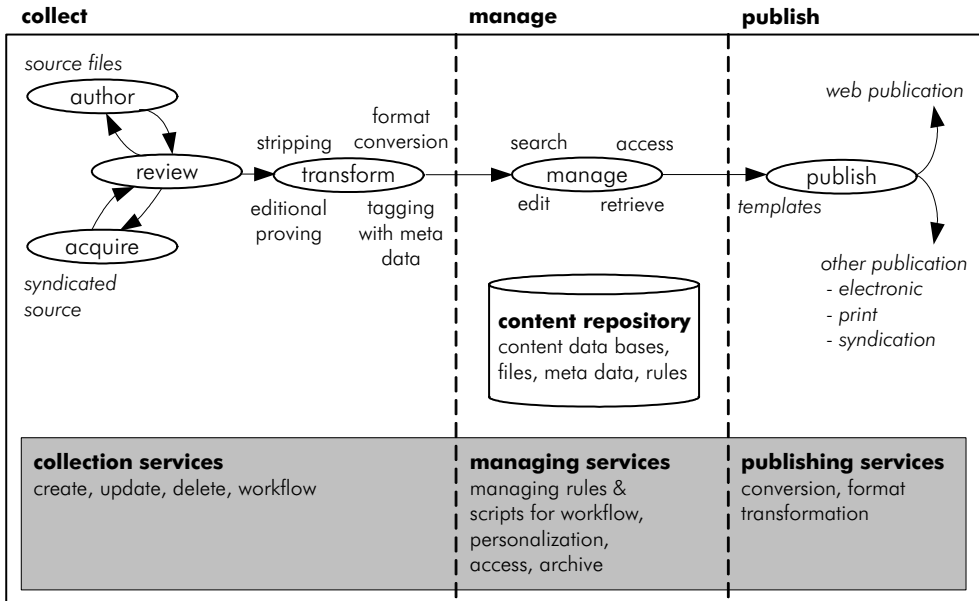 collect
manage
publish
source files
author
review
acquire
syndicated
source
stripping
format
conversion
transform
editional
proving
tagging
with meta
data
search
access
manage
edit
retrieve
content repository
content data bases,
files, meta data, rules
web publication
publish
templates
other publication
- electronic
- print
- syndication
collection services
create, update, delete, workflow
managing services
managing rules &
scripts for workflow,
personalization,
access, archive
publishing services
conversion, format
transformation